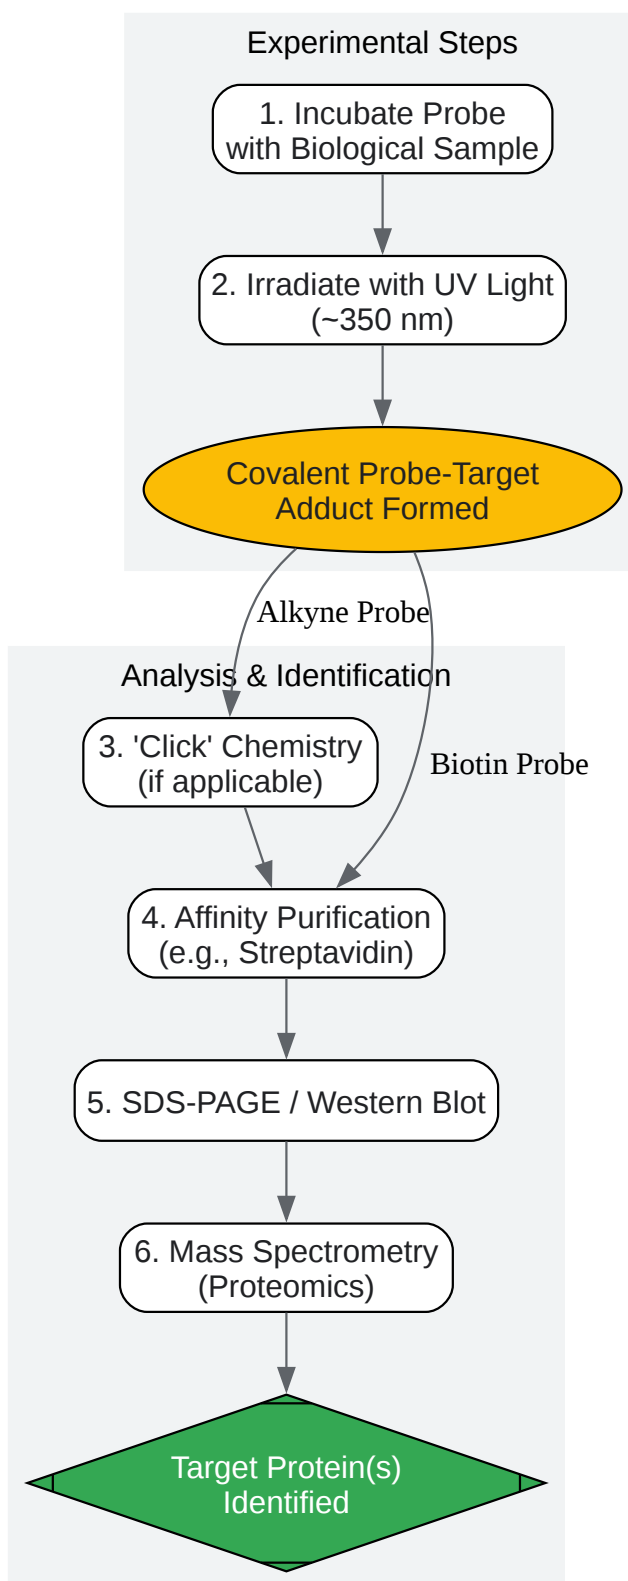 Experimental Steps
1. Incubate Probe
with Biological Sample
2. Irradiate with UV Light
(~350 nm)
Covalent Probe-Target
Adduct Formed
Alkyne Probe
Analysis & Identification
3. 'Click' Chemistry
(if applicable)
Biotin Probe
4. Affinity Purification
(e.g., Streptavidin)
5. SDS-PAGE / Western Blot
6. Mass Spectrometry
(Proteomics)
Target Protein(s)
Identified